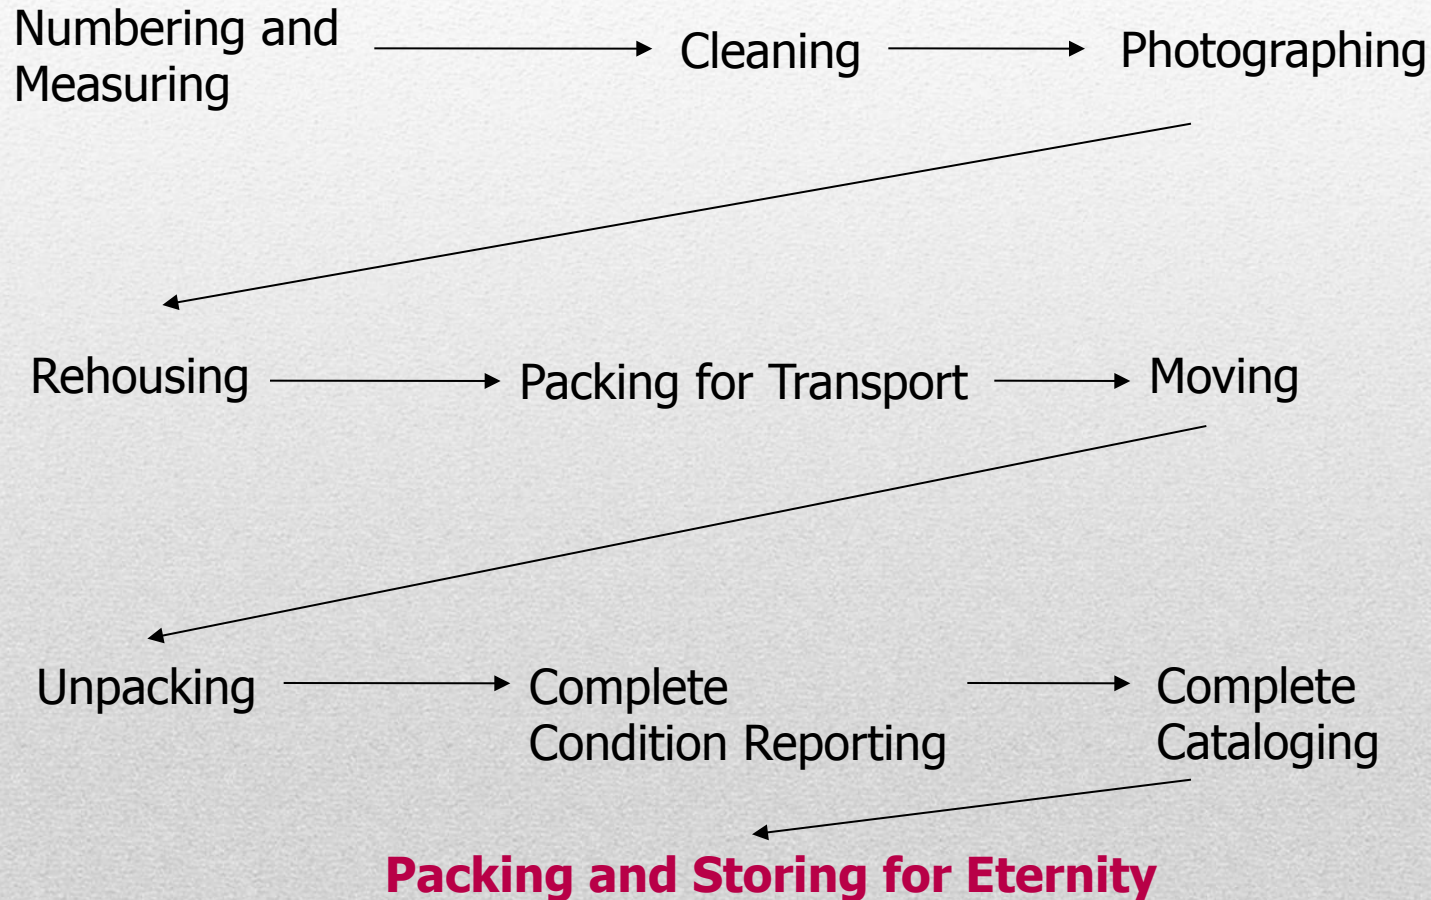 Numbering and
Measuring
Cleaning
Photographing
Rehousing
Packing for Transport
Moving
Unpacking
Complete
Condition Reporting
Complete
Cataloging
Packing and Storing for Eternity